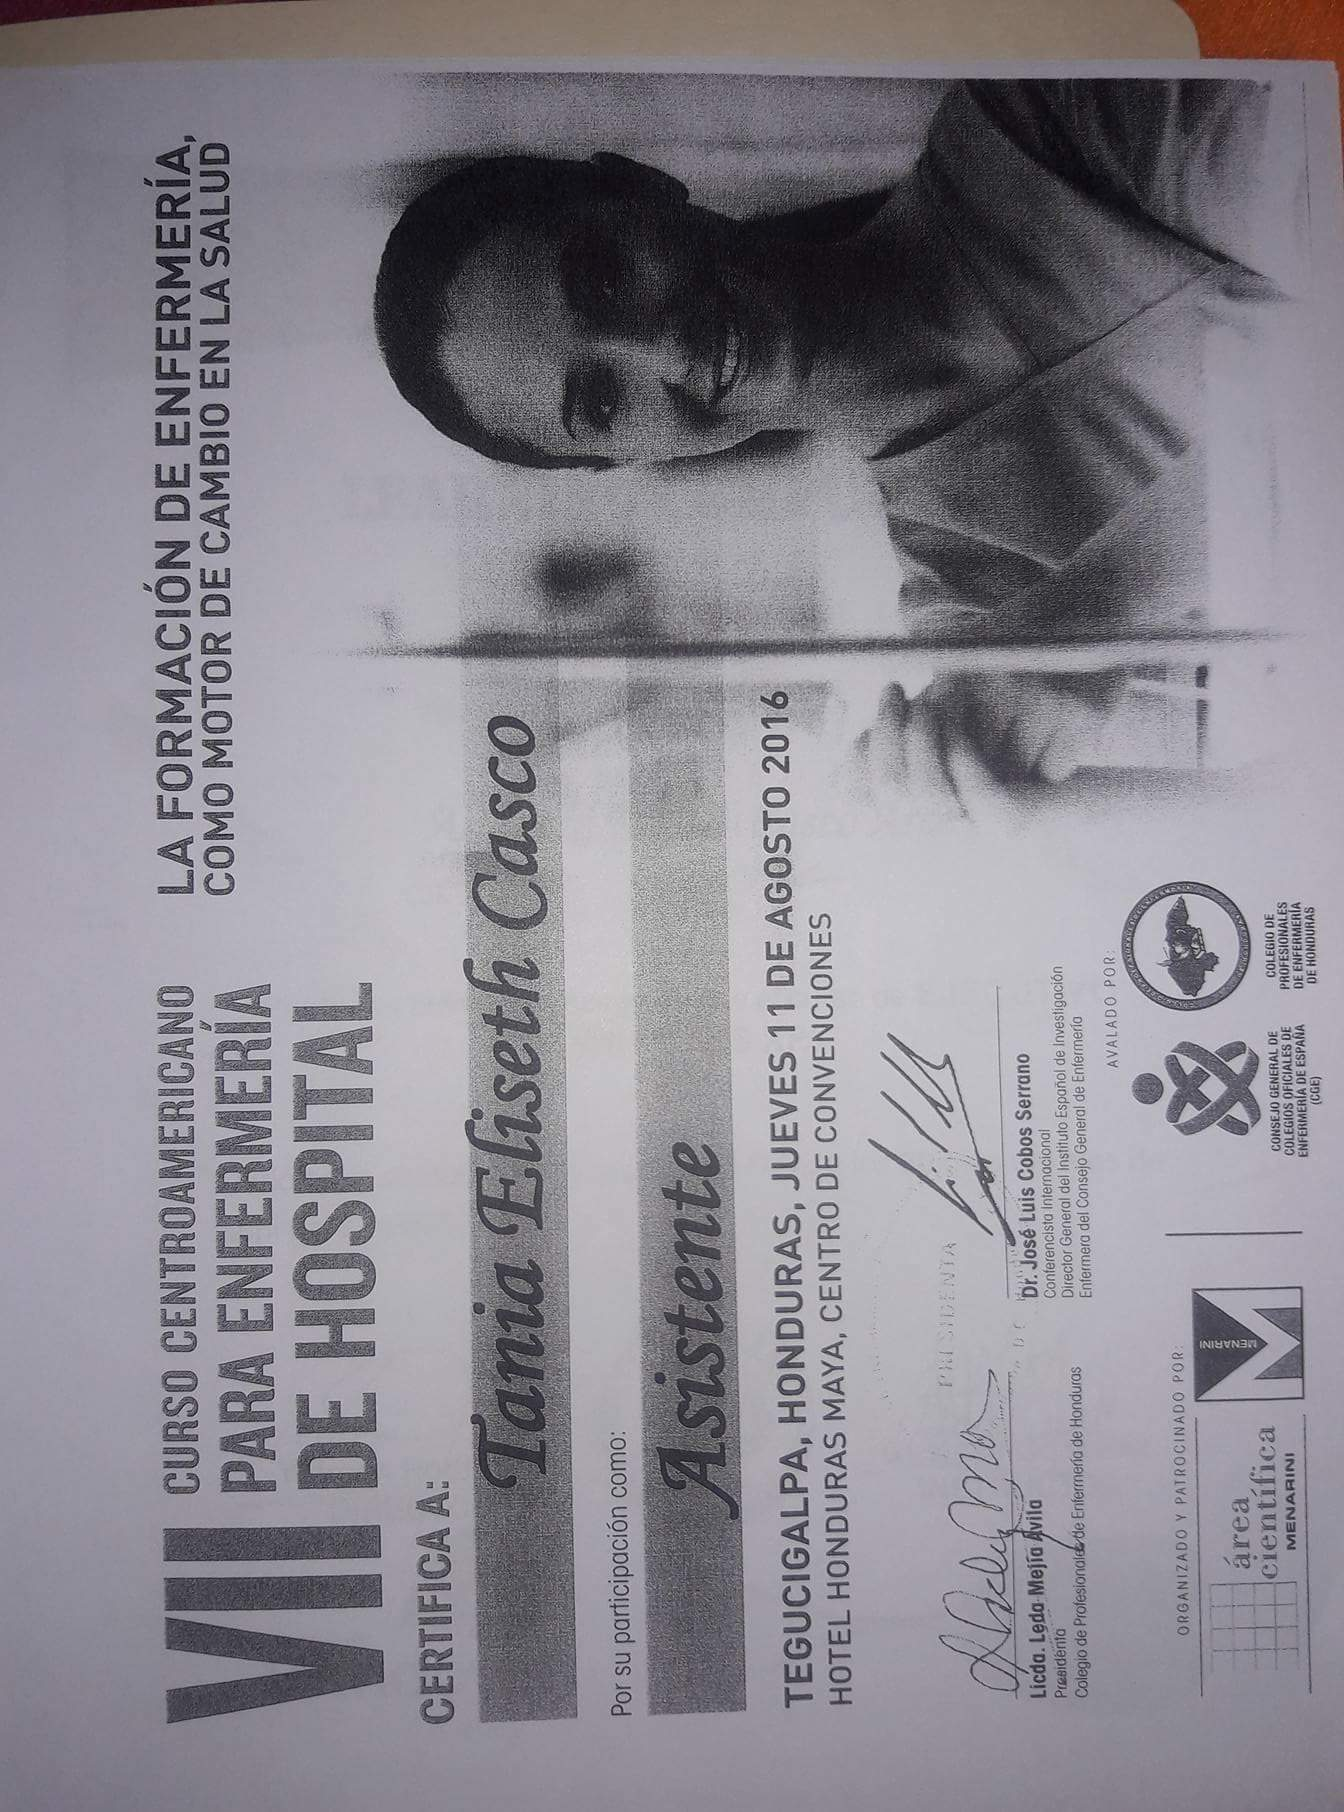 VII CURSO CENTROAMERICANO
PARA ENFERMERÍA
DE HOSPITAL
LA FORMACIÓN DE ENFERMERÍA,
COMO MOTOR DE CAMBIO EN LA SALUD
CERTIFICA A:
Tania Eliseth Casco
Por su participación como:
Asistente
TEGUCIGALPA, HONDURAS, JUEVES 11 DE AGOSTO 2016
HOTEL HONDURAS MAYA, CENTRO DE CONVENCIONES
PRESIDENTA
Licda. Leda Mejía Ávila
Presidenta
Colegio de Profesionales de Enfermería de Honduras
Dr. José Luis Cobos Serrano
Conferencista Internacional
Director General del Instituto Español de Investigación
Enfermera del Consejo General de Enfermería
ORGANIZADO Y PATROCINADO POR:
área
científica
MENARINI
MENARINI
AVALADO POR:
CONSEJO GENERAL DE
COLEGIOS OFICIALES DE
ENFERMERÍA DE ESPAÑA
(CGE)
COLEGIO DE
PROFESIONALES
DE ENFERMERÍA
DE HONDURAS